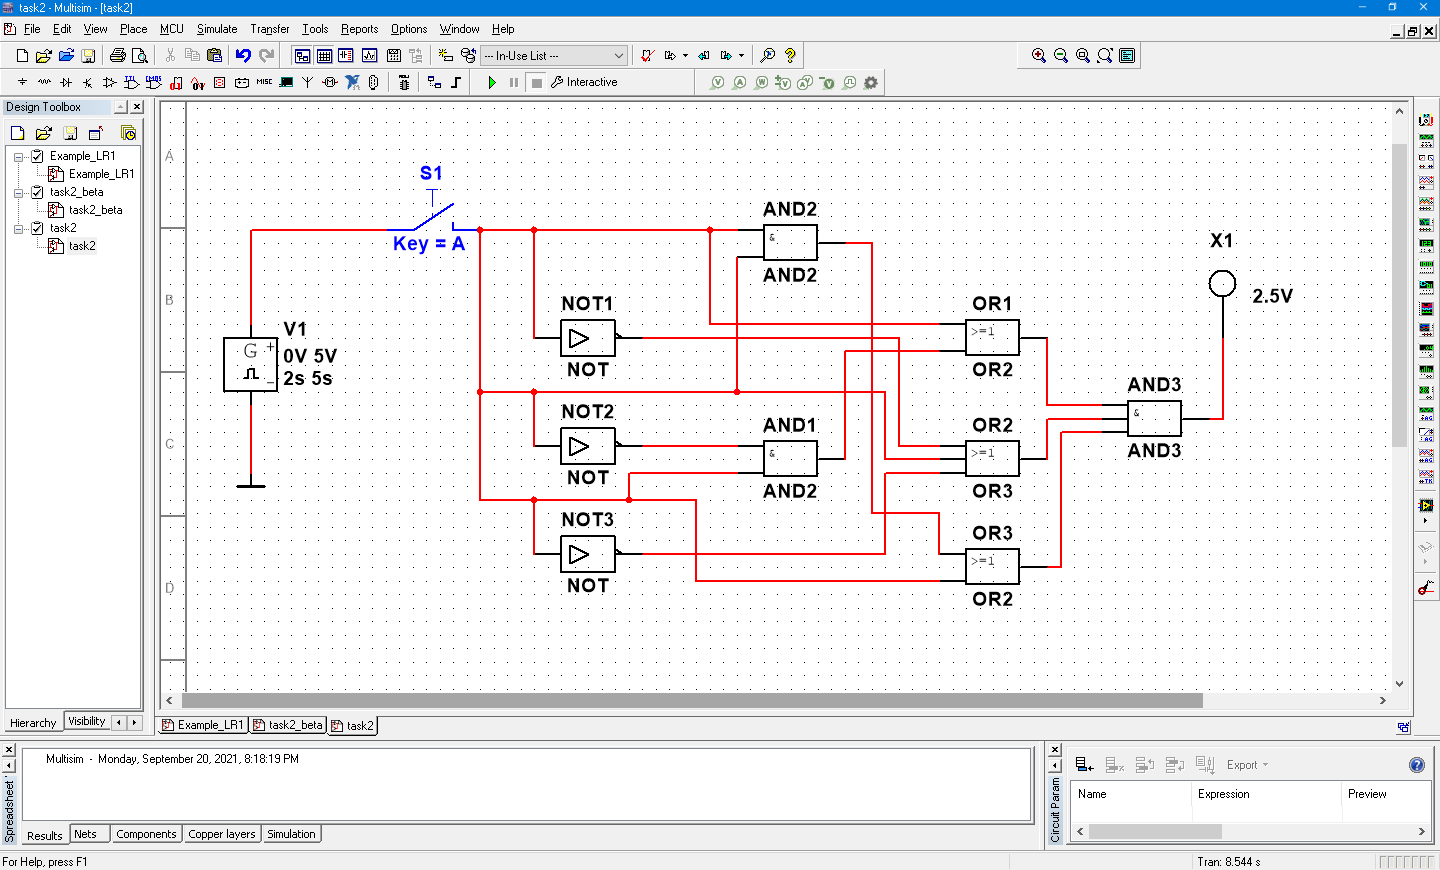 task2 - Multisim - [task2]
File Edit View Place MCU Simulate Transfer Tools Reports Options Window Help
--- In-Use List ---
MISC Interactive
Design Toolbox
Example_LR1
Example_LR1
task2_beta
task2_beta
task2
task2
Hierarchy Visibility
A
B
C
D
S1
Key = A
V1
G
0V 5V
2s 5s
NOT1
NOT
NOT2
NOT
NOT3
NOT
AND2
&
AND2
AND1
&
AND2
OR1
>=1
OR2
OR2
>=1
OR3
OR3
>=1
OR2
AND3
&
AND3
X1
2.5V
Example_LR1 task2_beta task2
Multisim - Monday, September 20, 2021, 8:18:19 PM
Spreadsheet
Results Nets Components Copper layers Simulation
Circuit Param
Export
Name Expression Preview
For Help, press F1
Tran: 8.544 s